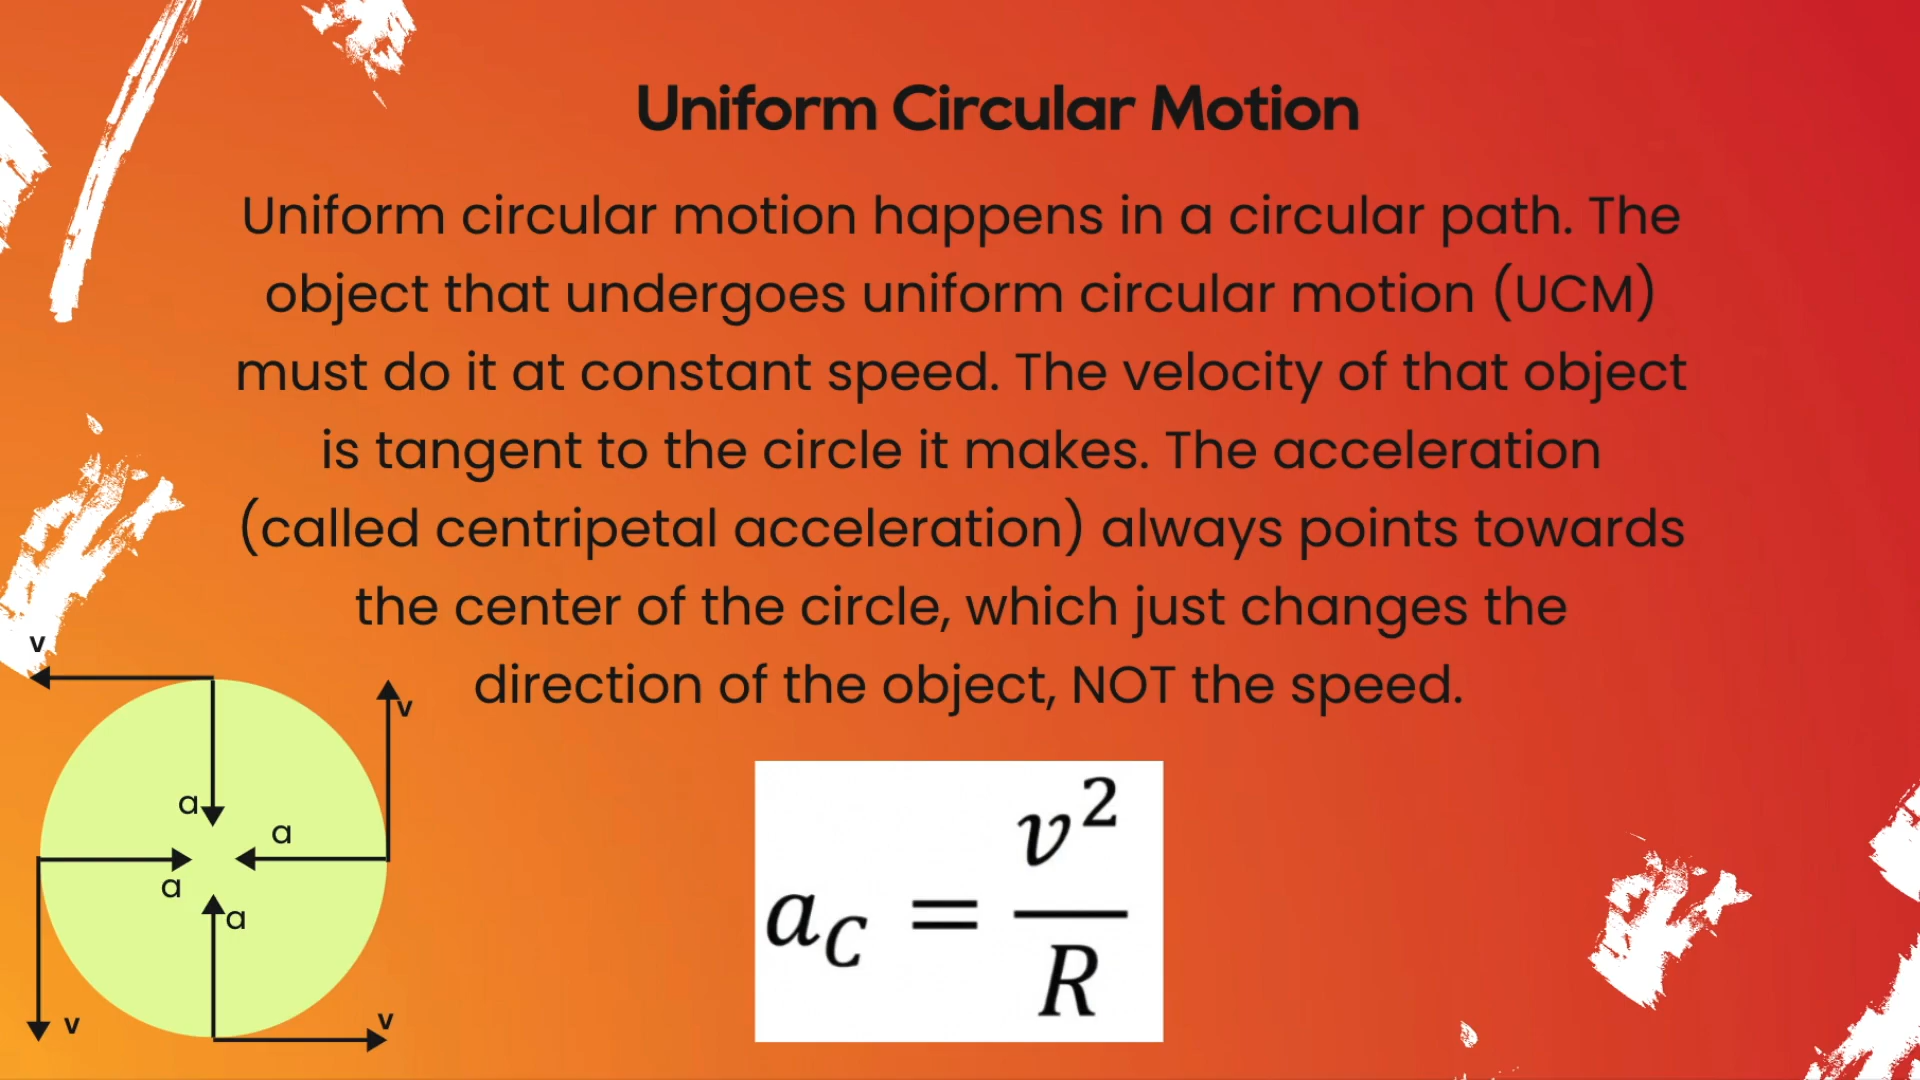 Uniform Circular Motion
Uniform circular motion happens in a circular path. The
object that undergoes uniform circular motion (UCM)
must do it at constant speed. The velocity of that object
is tangent to the circle it makes. The acceleration
(called centripetal acceleration) always points towards
the center of the circle, which just changes the
direction of the object, NOT the speed.
v
v
a
a
a
a
v
v
a_C = v^2 / R